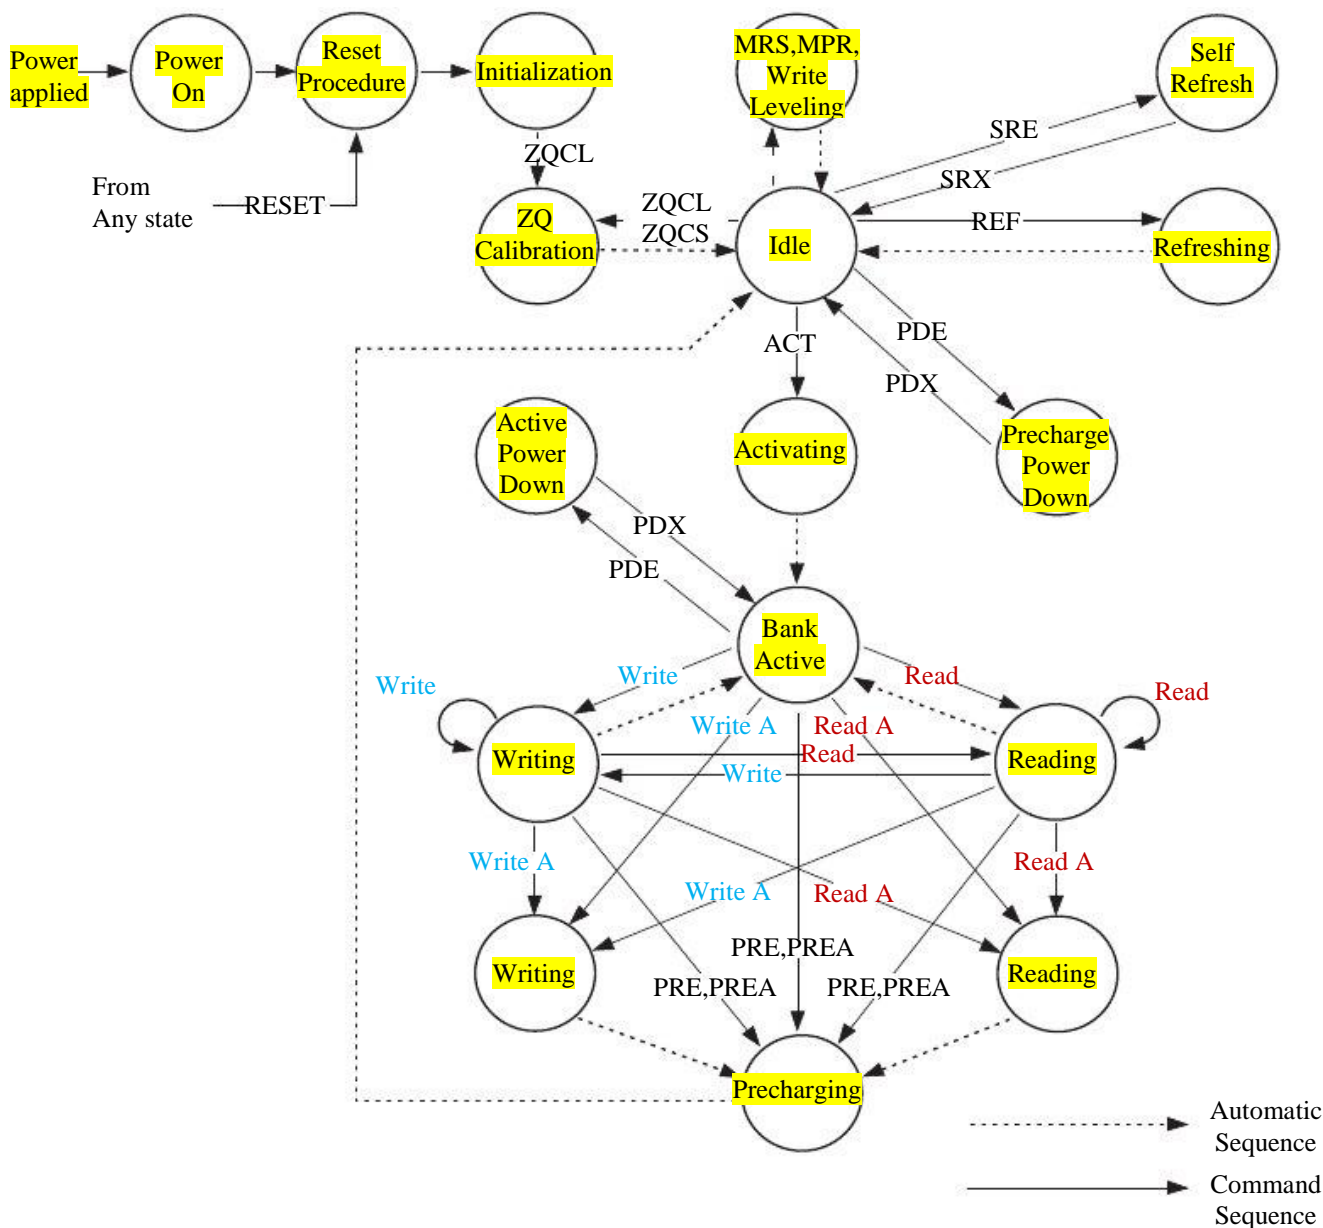 Power
applied
Power
On
Reset
Procedure
Initialization
MRS,MPR,
Write
Leveling
Self
Refresh
ZQCL
SRE
SRX
From
Any state
RESET
ZQ
Calibration
ZQCL
ZQCS
Idle
REF
Refreshing
ACT
PDE
PDX
Active
Power
Down
Activating
Precharge
Power
Down
PDX
PDE
Bank
Active
Write
Write
Read
Read
Write A
Read A
Writing
Read
Write
Reading
Write A
Read A
Write A
Read A
PRE,PREA
Writing
PRE,PREA
PRE,PREA
Reading
Precharging
Automatic
Sequence
Command
Sequence